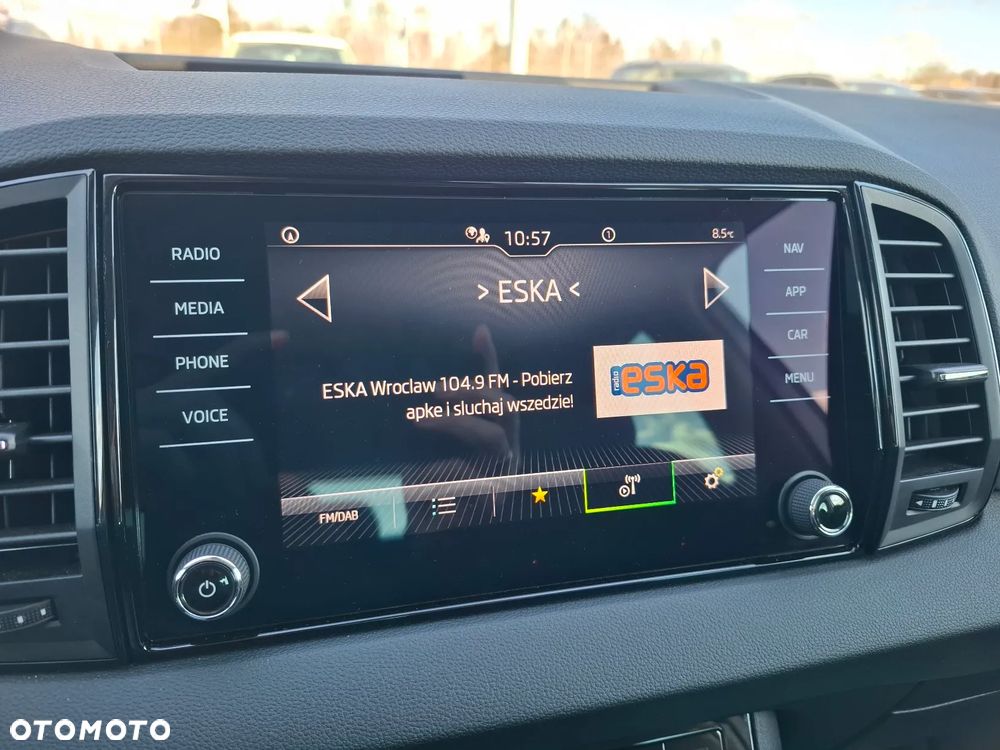 10:57
1
8.5°C
RADIO
MEDIA
PHONE
VOICE
NAV
APP
CAR
MENU
> ESKA <
ESKA Wroclaw 104.9 FM - Pobierz
apke i sluchaj wszedzie!
radio
eska
FM/DAB
OTOMOTO